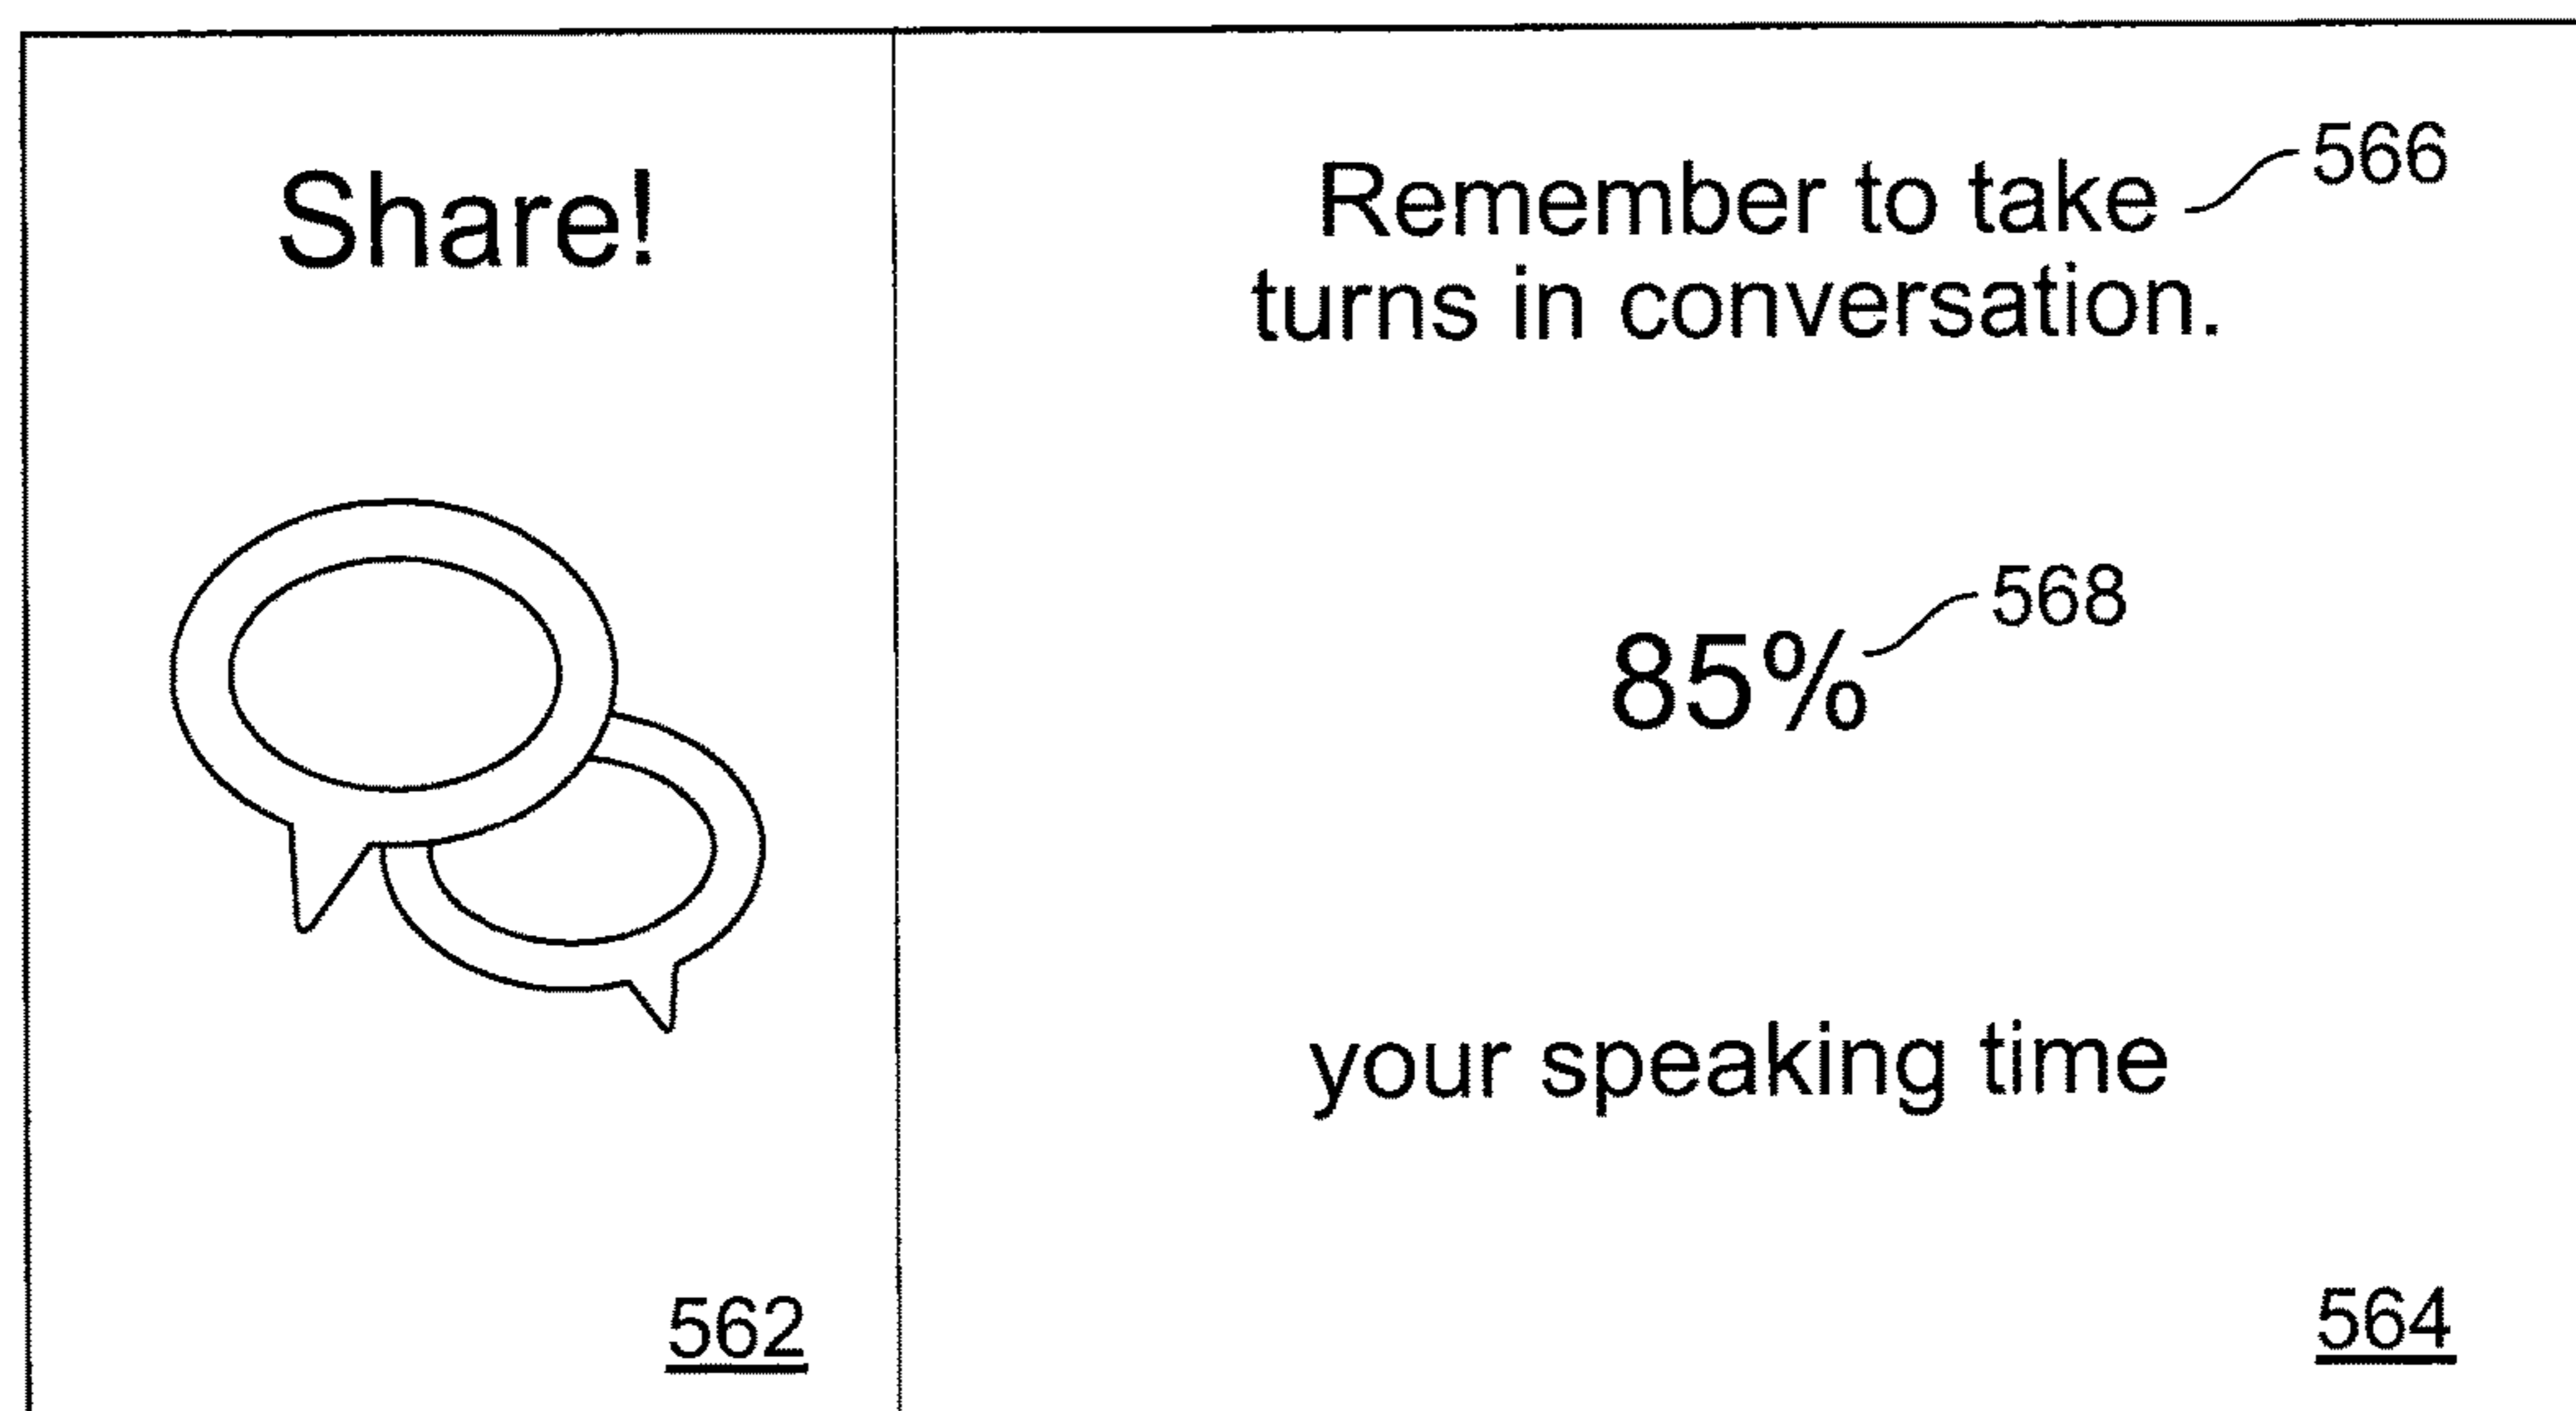 Share!
562
Remember to take
turns in conversation.
566
85%
568
your speaking time
564